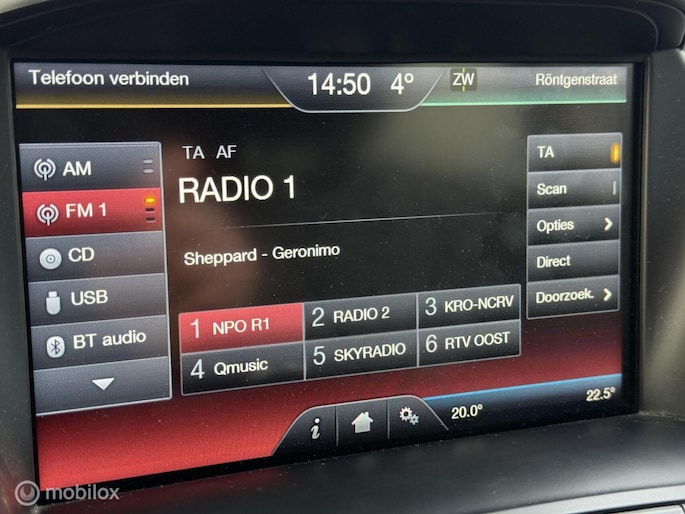 Telefoon verbinden
14:50 4°
ZW
Röntgenstraat
AM
FM 1
CD
USB
BT audio
TA AF
RADIO 1
Sheppard - Geronimo
1 NPO R1
2 RADIO 2
3 KRO-NCRV
4 Qmusic
5 SKYRADIO
6 RTV OOST
TA
Scan
Opties
Direct
Doorzoek.
i
20.0°
22.5°
mobilox